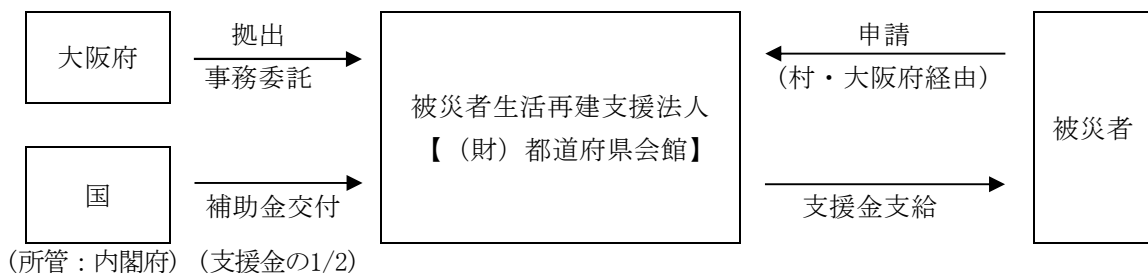 大阪府
拠出
事務委託
国
(所管：内閣府)
補助金交付
(支援金の1/2)
被災者生活再建支援法人
【（財）都道府県会館】
申請
（村・大阪府経由）
支援金支給
被災者